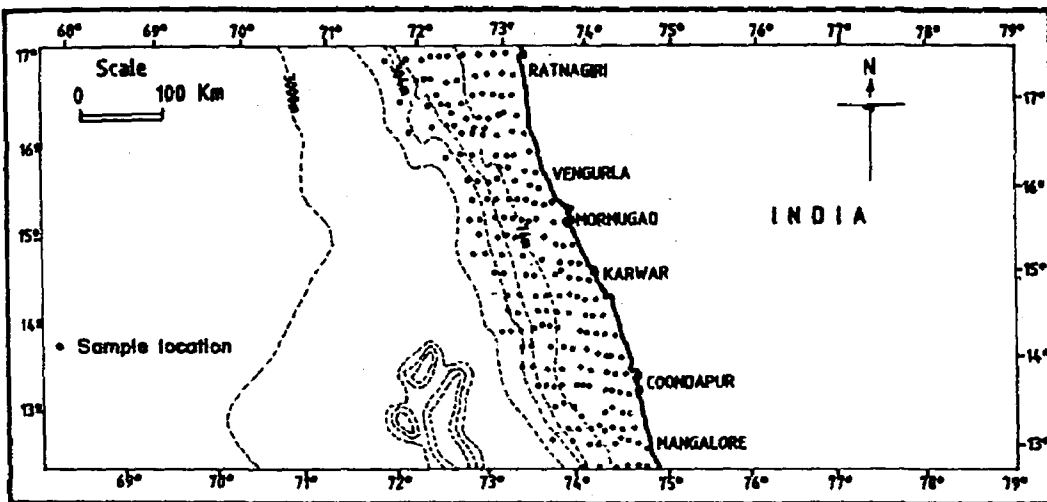 68° 69° 70° 71° 72° 73° 74° 75° 76° 77° 78° 79°
17°
Scale
0 100 Km
RATNAGIRI
N
17°
16°
VENGURLA
16°
MORMUGAO
INDIA
15°
KARWAR
15°
14°
• Sample location
14°
COONDAPUR
13°
MANGALORE
13°
69° 70° 71° 72° 73° 74° 75° 76° 77° 78°